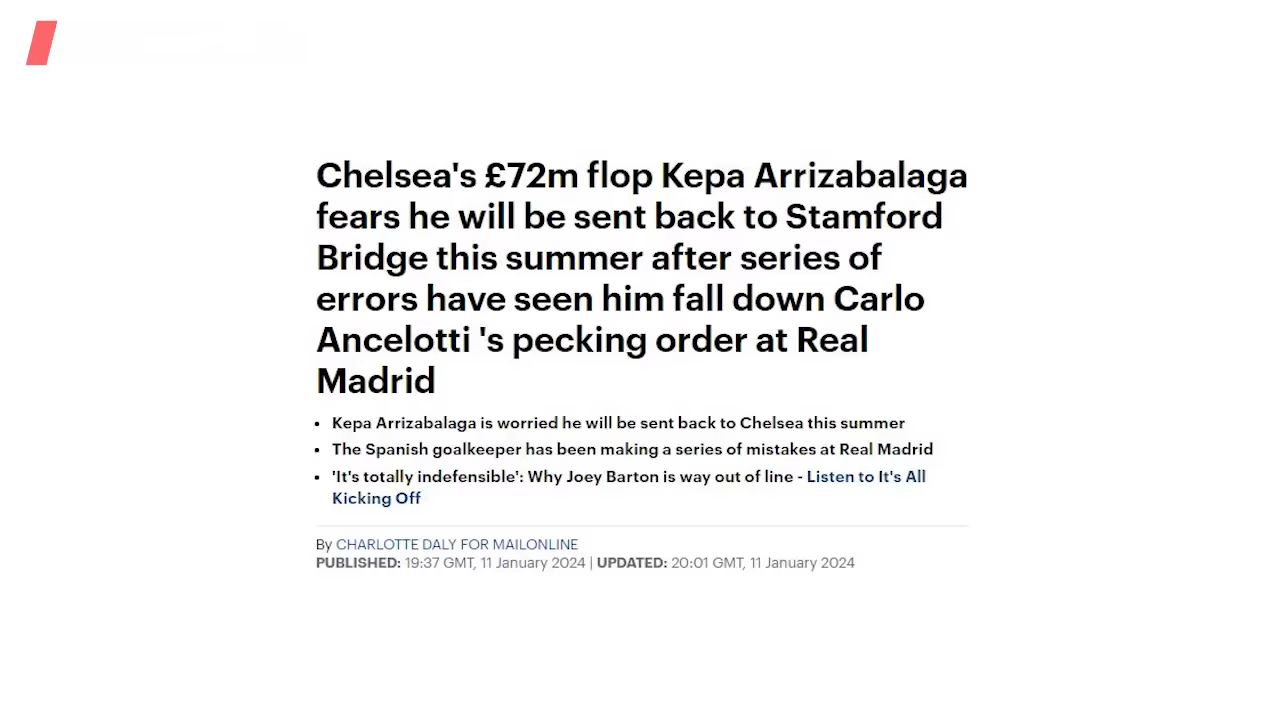 Chelsea's £72m flop Kepa Arrizabalaga
fears he will be sent back to Stamford
Bridge this summer after series of
errors have seen him fall down Carlo
Ancelotti 's pecking order at Real
Madrid
• Kepa Arrizabalaga is worried he will be sent back to Chelsea this summer
• The Spanish goalkeeper has been making a series of mistakes at Real Madrid
• 'It's totally indefensible': Why Joey Barton is way out of line - Listen to It's All
Kicking Off
By CHARLOTTE DALY FOR MAILONLINE
PUBLISHED: 19:37 GMT, 11 January 2024 | UPDATED: 20:01 GMT, 11 January 2024